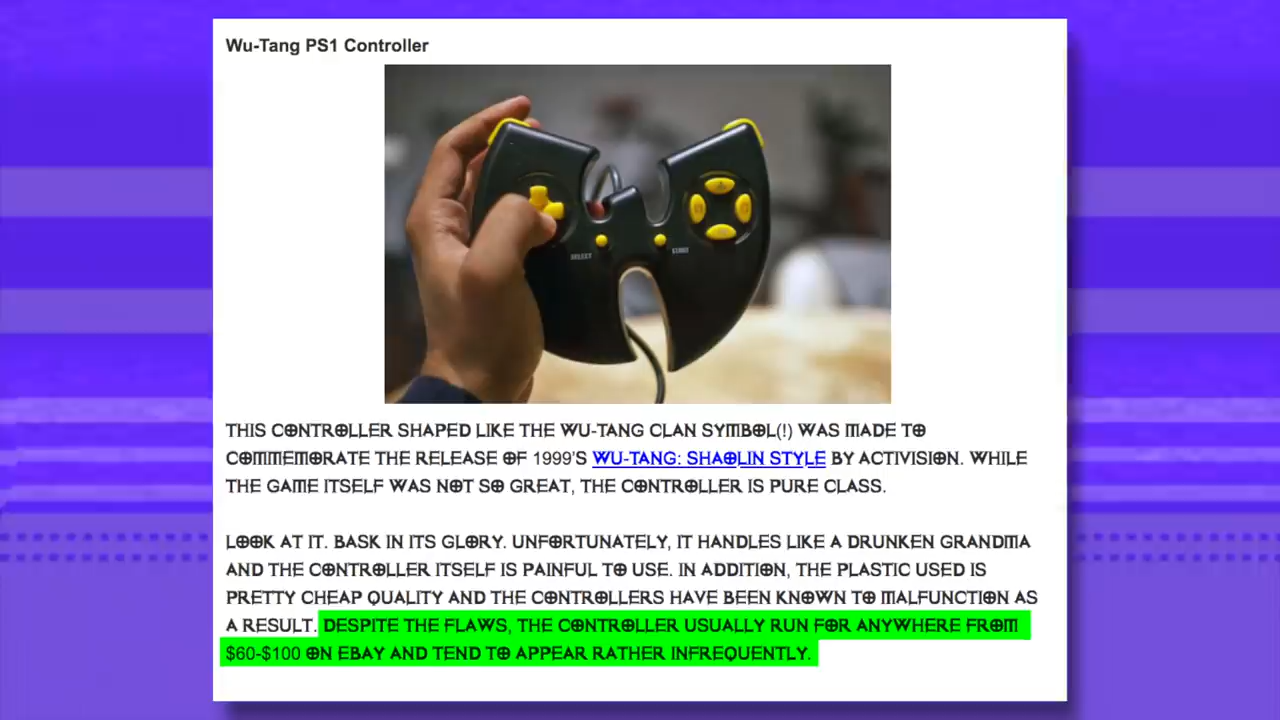 Wu-Tang PS1 Controller
SELECT
START
THIS CONTROLLER SHAPED LIKE THE WU-TANG CLAN SYMBOL(!) WAS MADE TO
COMMEMORATE THE RELEASE OF 1999'S WU-TANG: SHAOLIN STYLE BY ACTIVISION. WHILE
THE GAME ITSELF WAS NOT SO GREAT, THE CONTROLLER IS PURE CLASS.
LOOK AT IT. BASK IN ITS GLORY. UNFORTUNATELY, IT HANDLES LIKE A DRUNKEN GRANDMA
AND THE CONTROLLER ITSELF IS PAINFUL TO USE. IN ADDITION, THE PLASTIC USED IS
PRETTY CHEAP QUALITY AND THE CONTROLLERS HAVE BEEN KNOWN TO MALFUNCTION AS
A RESULT. DESPITE THE FLAWS, THE CONTROLLER USUALLY RUN FOR ANYWHERE FROM
$60-$100 ON EBAY AND TEND TO APPEAR RATHER INFREQUENTLY.